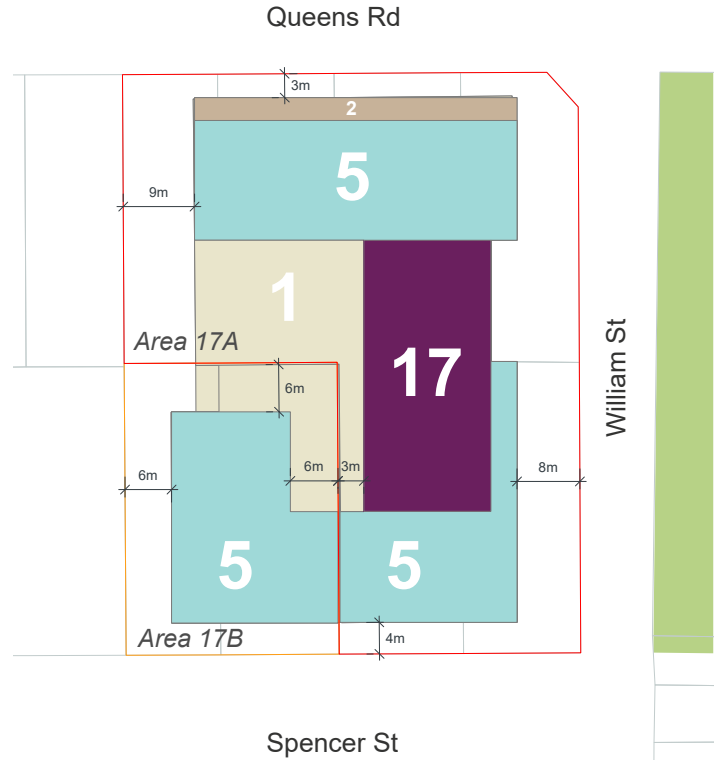 Queens Rd
3m
2
5
9m
1
Area 17A
17
William St
6m
6m
3m
6m
8m
5
5
Area 17B
4m
Spencer St